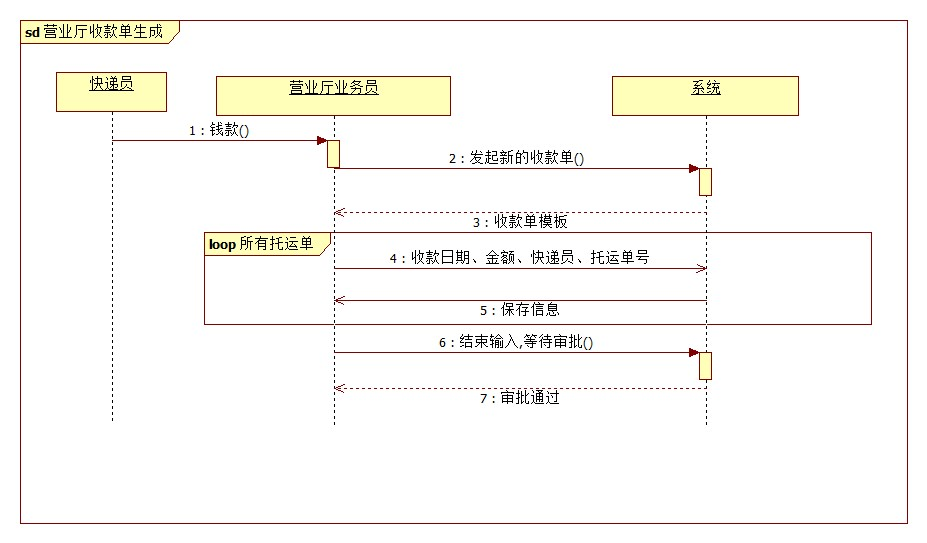 sd 营业厅收款单生成
快递员
营业厅业务员
系统
1 : 钱款()
2 : 发起新的收款单()
3 : 收款单模板
loop 所有托运单
4 : 收款日期、金额、快递员、托运单号
5 : 保存信息
6 : 结束输入,等待审批()
7 : 审批通过